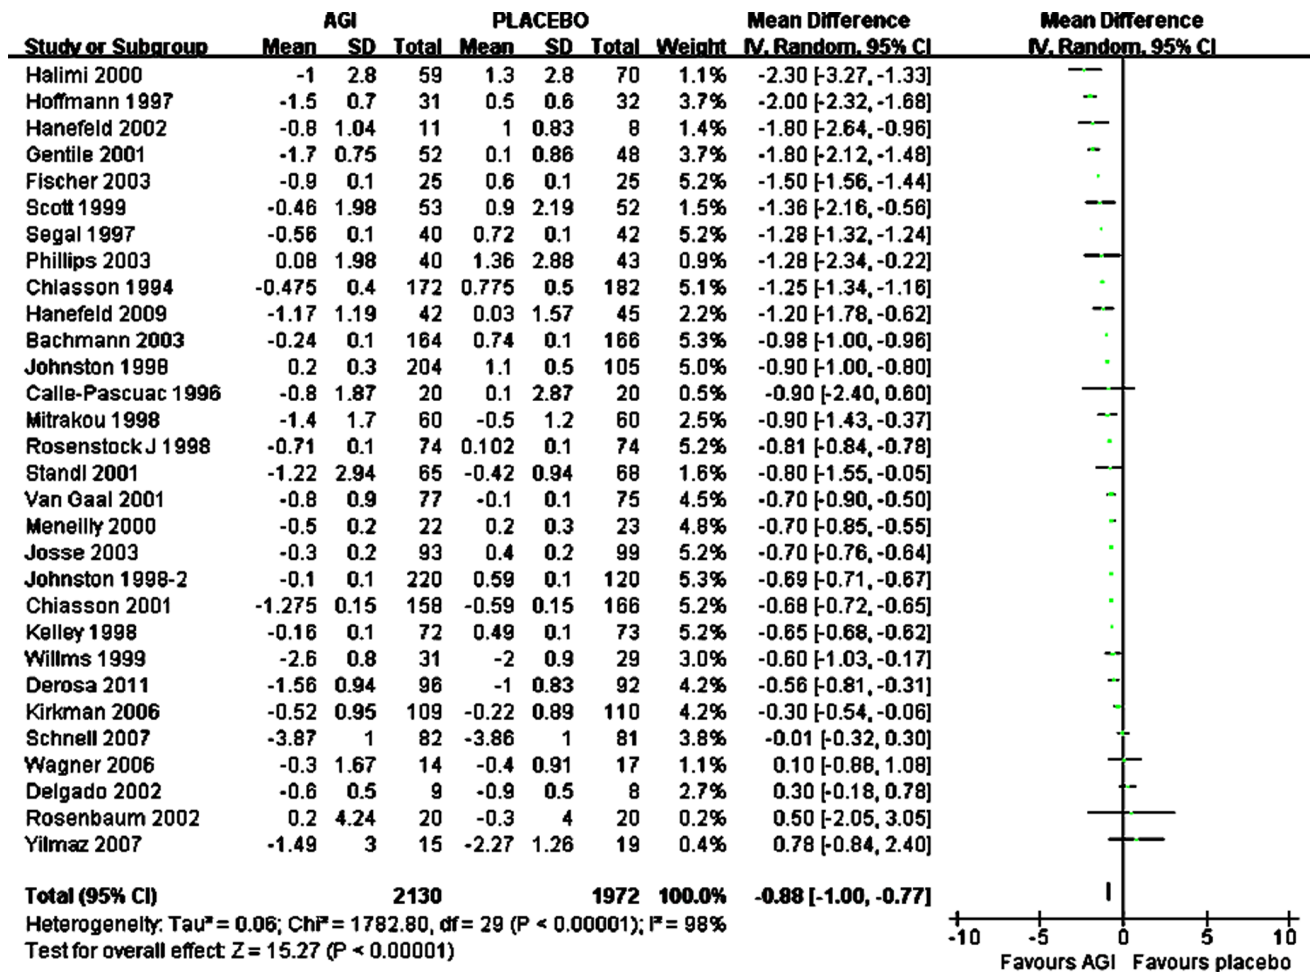 AGI PLACEBO Mean Difference Mean Difference
Study or Subgroup Mean SD Total Mean SD Total Weight IV, Random, 95% CI IV, Random, 95% CI
Halimi 2000 -1 2.8 59 1.3 2.8 70 1.1% -2.30 [-3.27, -1.33]
Hoffmann 1997 -1.5 0.7 31 0.5 0.6 32 3.7% -2.00 [-2.32, -1.68]
Hanefeld 2002 -0.8 1.04 11 1 0.83 8 1.4% -1.80 [-2.64, -0.96]
Gentile 2001 -1.7 0.75 52 0.1 0.86 48 3.7% -1.80 [-2.12, -1.48]
Fischer 2003 -0.9 0.1 25 0.6 0.1 25 5.2% -1.50 [-1.56, -1.44]
Scott 1999 -0.46 1.98 53 0.9 2.19 52 1.5% -1.36 [-2.16, -0.56]
Segal 1997 -0.56 0.1 40 0.72 0.1 42 5.2% -1.28 [-1.32, -1.24]
Phillips 2003 0.08 1.98 40 1.36 2.88 43 0.9% -1.28 [-2.34, -0.22]
Chiasson 1994 -0.475 0.4 172 0.775 0.5 182 5.1% -1.25 [-1.34, -1.16]
Hanefeld 2009 -1.17 1.19 42 0.03 1.57 45 2.2% -1.20 [-1.78, -0.62]
Bachmann 2003 -0.24 0.1 164 0.74 0.1 166 5.3% -0.98 [-1.00, -0.96]
Johnston 1998 0.2 0.3 204 1.1 0.5 105 5.0% -0.90 [-1.00, -0.80]
Calle-Pascuac 1996 -0.8 1.87 20 0.1 2.87 20 0.5% -0.90 [-2.40, 0.60]
Mitrakou 1998 -1.4 1.7 60 -0.5 1.2 60 2.5% -0.90 [-1.43, -0.37]
Rosenstock J 1998 -0.71 0.1 74 0.102 0.1 74 5.2% -0.81 [-0.84, -0.78]
Standl 2001 -1.22 2.94 65 -0.42 0.94 68 1.6% -0.80 [-1.55, -0.05]
Van Gaal 2001 -0.8 0.9 77 -0.1 0.1 75 4.5% -0.70 [-0.90, -0.50]
Meneilly 2000 -0.5 0.2 22 0.2 0.3 23 4.8% -0.70 [-0.85, -0.55]
Josse 2003 -0.3 0.2 93 0.4 0.2 99 5.2% -0.70 [-0.76, -0.64]
Johnston 1998-2 -0.1 0.1 220 0.59 0.1 120 5.3% -0.69 [-0.71, -0.67]
Chiasson 2001 -1.275 0.15 158 -0.59 0.15 166 5.2% -0.68 [-0.72, -0.65]
Kelley 1998 -0.16 0.1 72 0.49 0.1 73 5.2% -0.65 [-0.68, -0.62]
Willms 1999 -2.6 0.8 31 -2 0.9 29 3.0% -0.60 [-1.03, -0.17]
Derosa 2011 -1.56 0.94 96 -1 0.83 92 4.2% -0.56 [-0.81, -0.31]
Kirkman 2006 -0.52 0.95 109 -0.22 0.89 110 4.2% -0.30 [-0.54, -0.06]
Schnell 2007 -3.87 1 82 -3.86 1 81 3.8% -0.01 [-0.32, 0.30]
Wagner 2006 -0.3 1.67 14 -0.4 0.91 17 1.1% 0.10 [-0.88, 1.08]
Delgado 2002 -0.6 0.5 9 -0.9 0.5 8 2.7% 0.30 [-0.18, 0.78]
Rosenbaum 2002 0.2 4.24 20 -0.3 4 20 0.2% 0.50 [-2.05, 3.05]
Yilmaz 2007 -1.49 3 15 -2.27 1.26 19 0.4% 0.78 [-0.84, 2.40]
Total (95% CI) 2130 1972 100.0% -0.88 [-1.00, -0.77]
Heterogeneity: Tau² = 0.06; Chi² = 1782.80, df = 29 (P < 0.00001); I² = 98%
Test for overall effect: Z = 15.27 (P < 0.00001)
-10 -5 0 5 10
Favours AGI Favours placebo